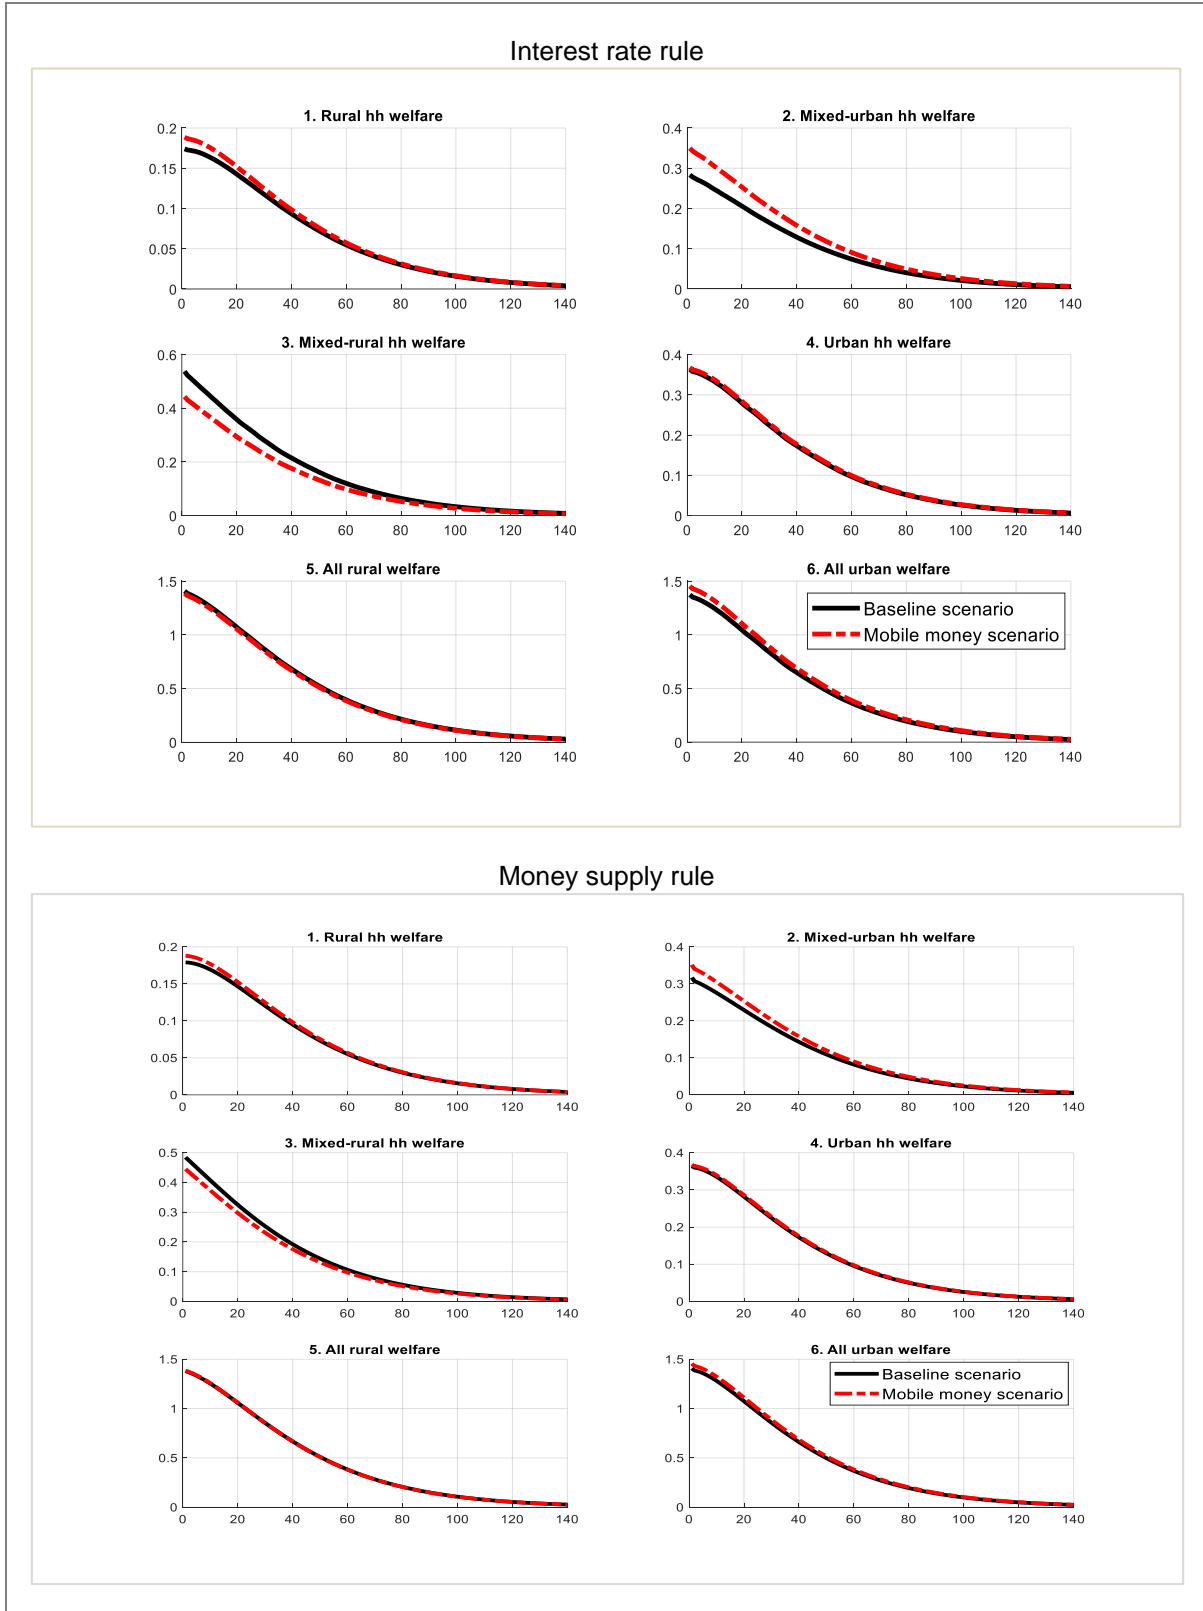 Interest rate rule
1. Rural hh welfare
0.2
0.15
0.1
0.05
0
0 20 40 60 80 100 120 140
2. Mixed-urban hh welfare
0.4
0.3
0.2
0.1
0
0 20 40 60 80 100 120 140
3. Mixed-rural hh welfare
0.6
0.4
0.2
0
0 20 40 60 80 100 120 140
4. Urban hh welfare
0.4
0.3
0.2
0.1
0
0 20 40 60 80 100 120 140
5. All rural welfare
1.5
1
0.5
0
0 20 40 60 80 100 120 140
6. All urban welfare
1.5
1
0.5
0
0 20 40 60 80 100 120 140
Baseline scenario
Mobile money scenario
Money supply rule
1. Rural hh welfare
0.2
0.15
0.1
0.05
0
0 20 40 60 80 100 120 140
2. Mixed-urban hh welfare
0.4
0.3
0.2
0.1
0
0 20 40 60 80 100 120 140
3. Mixed-rural hh welfare
0.5
0.4
0.3
0.2
0.1
0
0 20 40 60 80 100 120 140
4. Urban hh welfare
0.4
0.3
0.2
0.1
0
0 20 40 60 80 100 120 140
5. All rural welfare
1.5
1
0.5
0
0 20 40 60 80 100 120 140
6. All urban welfare
1.5
1
0.5
0
0 20 40 60 80 100 120 140
Baseline scenario
Mobile money scenario